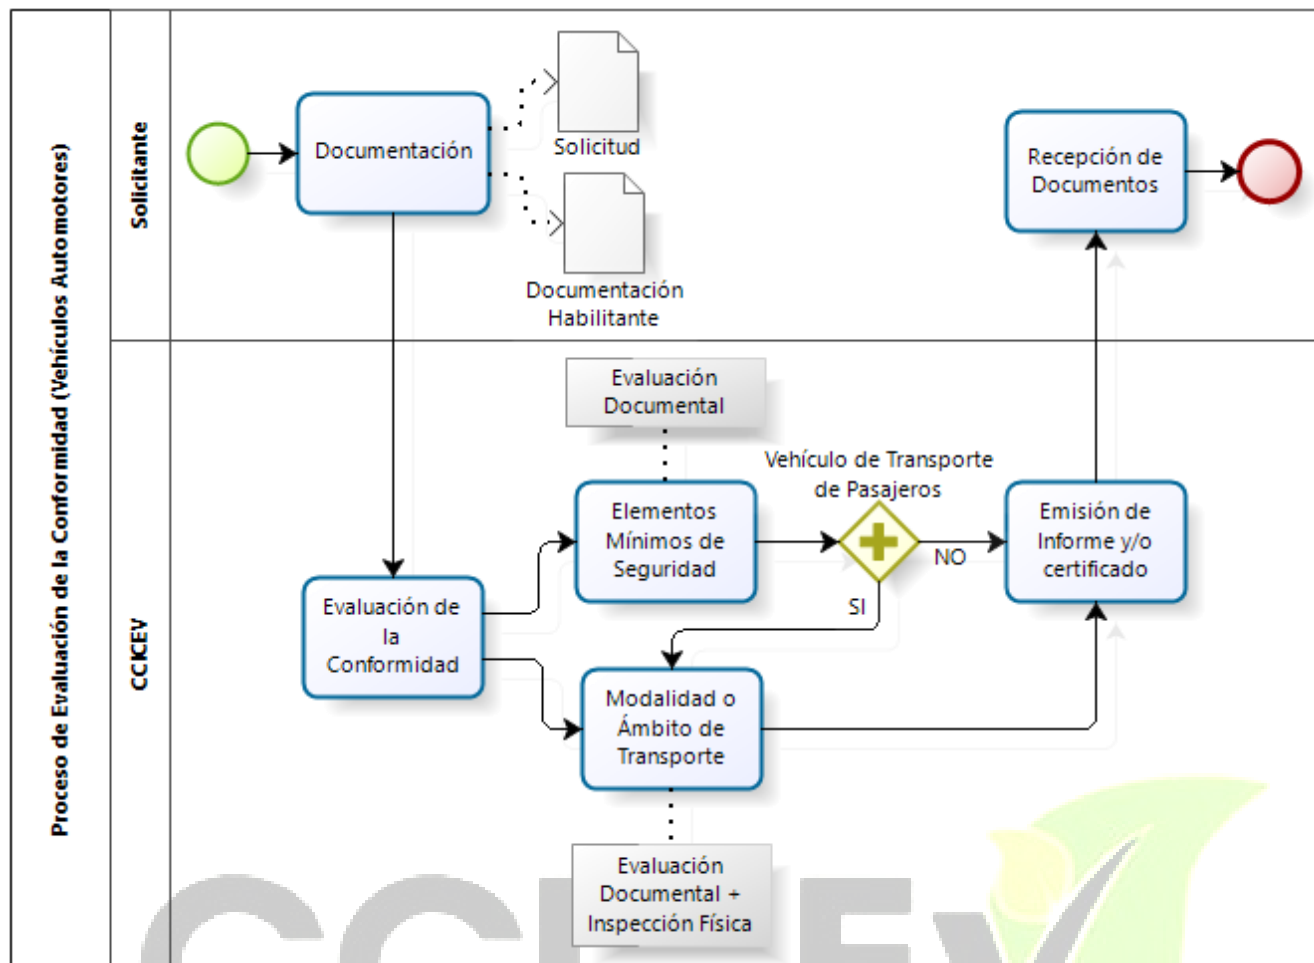 Proceso de Evaluación de la Conformidad (Vehículos Automotores)
Solicitante
Documentación
Solicitud
Documentación
Habilitante
Recepción de
Documentos
CCICEV
Evaluación
Documental
Vehículo de Transporte
de Pasajeros
Elementos
Mínimos de
Seguridad
NO
SI
Emisión de
Informe y/o
certificado
Evaluación de
la
Conformidad
Modalidad o
Ámbito de
Transporte
Evaluación
Documental +
Inspección Física
CCICEV